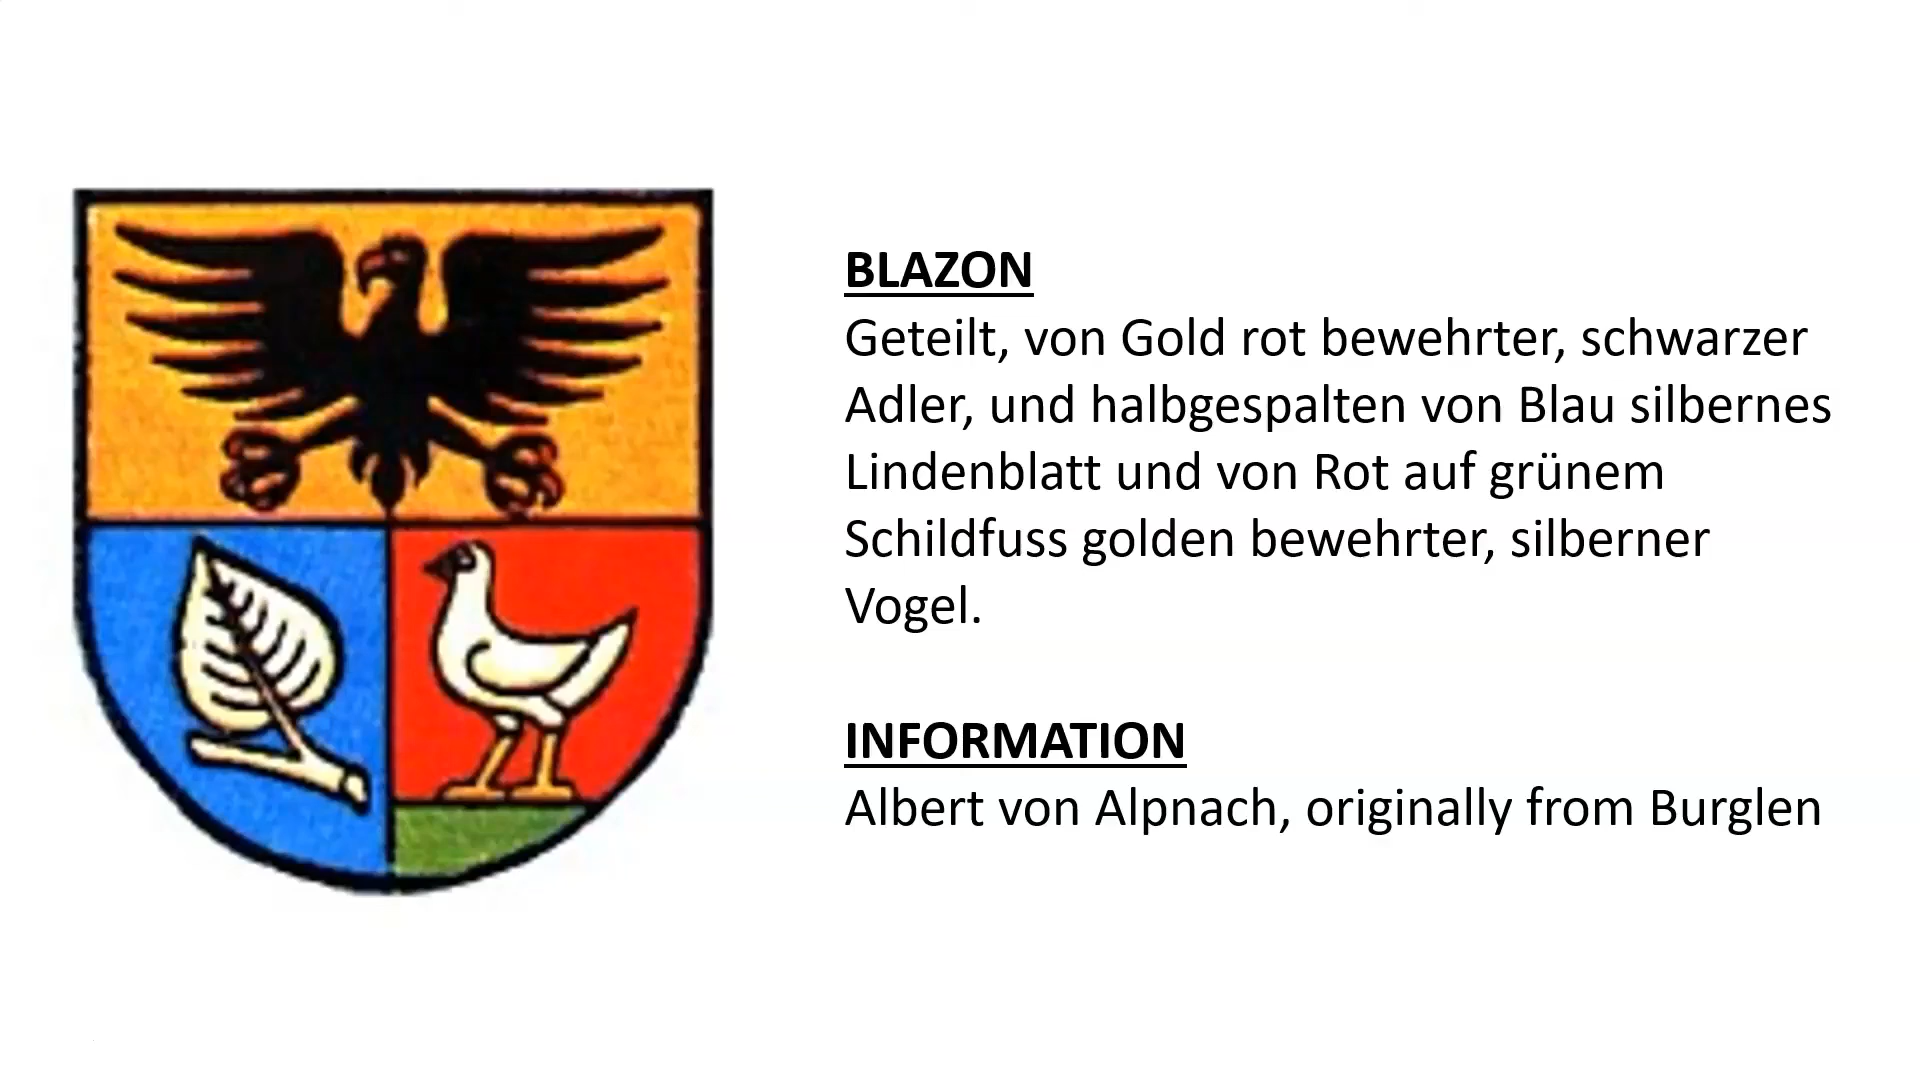 BLAZON
Geteilt, von Gold rot bewehrter, schwarzer
Adler, und halbgespalten von Blau silbernes
Lindenblatt und von Rot auf grünem
Schildfuss golden bewehrter, silberner
Vogel.
INFORMATION
Albert von Alpnach, originally from Burglen